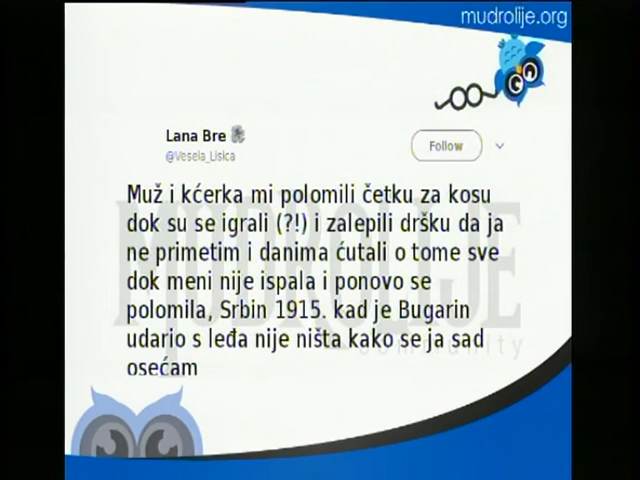 mudrolije.org
Lana Bre
@Vesela_Lisica
Follow
Muž i kćerka mi polomili četku za kosu
dok su se igrali (?!) i zalepili dršku da ja
ne primetim i danima ćutali o tome sve
dok meni nije ispala i ponovo se
polomila, Srbin 1915. kad je Bugarin
udario s leđa nije ništa kako se ja sad
osećam
MUDROLIJE
community